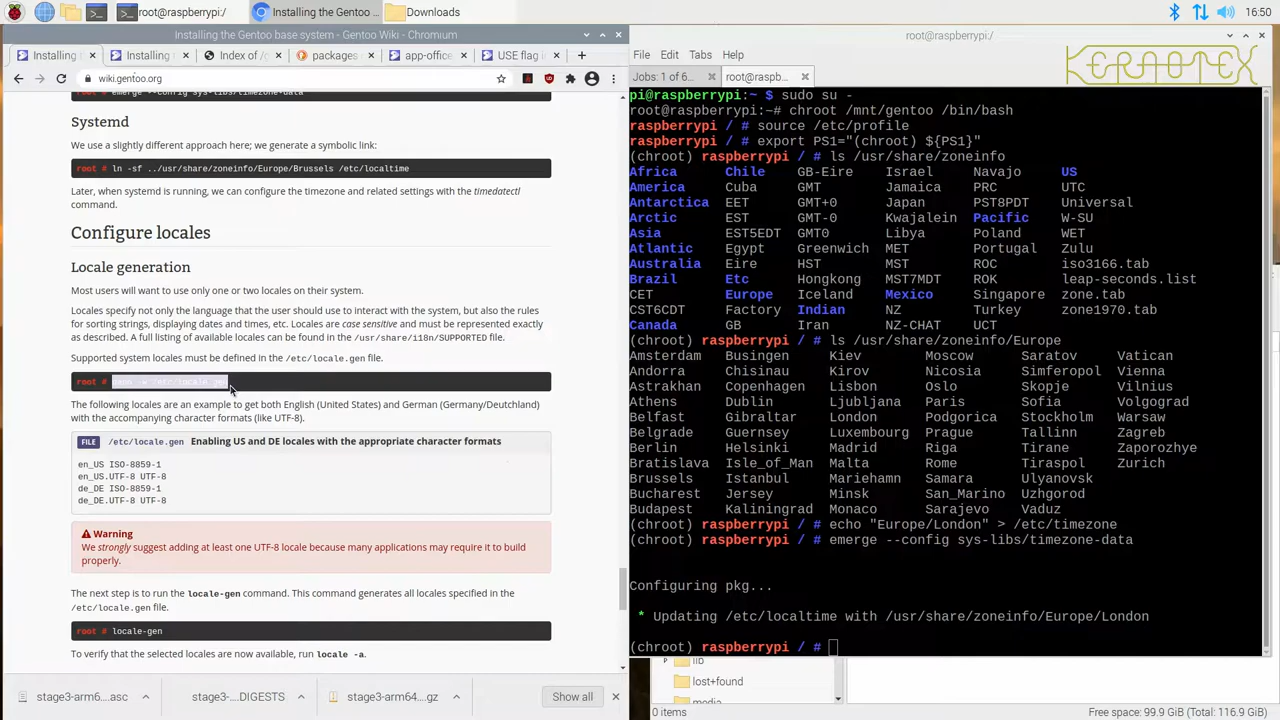 root@raspberrypi:/
Installing the Gentoo ...
Downloads
16:50
Installing the Gentoo base system - Gentoo Wiki - Chromium
Installing
Installing
Index of /
packages
app-office
USE flag in
wiki.gentoo.org
emerge --config sys-libs/timezone-data
Systemd
We use a slightly different approach here; we generate a symbolic link:
root # ln -sf ../usr/share/zoneinfo/Europe/Brussels /etc/localtime
Later, when systemd is running, we can configure the timezone and related settings with the timedatectl
command.
Configure locales
Locale generation
Most users will want to use only one or two locales on their system.
Locales specify not only the language that the user should use to interact with the system, but also the rules
for sorting strings, displaying dates and times, etc. Locales are case sensitive and must be represented exactly
as described. A full listing of available locales can be found in the /usr/share/i18n/SUPPORTED file.
Supported system locales must be defined in the /etc/locale.gen file.
root # nano -w /etc/locale.gen
The following locales are an example to get both English (United States) and German (Germany/Deutchland)
with the accompanying character formats (like UTF-8).
FILE /etc/locale.gen Enabling US and DE locales with the appropriate character formats
en_US ISO-8859-1
en_US.UTF-8 UTF-8
de_DE ISO-8859-1
de_DE.UTF-8 UTF-8
Warning
We strongly suggest adding at least one UTF-8 locale because many applications may require it to build
properly.
The next step is to run the locale-gen command. This command generates all locales specified in the
/etc/locale.gen file.
root # locale-gen
To verify that the selected locales are now available, run locale -a.
stage3-arm6....asc
stage3-....DIGESTS
stage3-arm64....gz
Show all
root@raspberrypi:/
File Edit Tabs Help
KERAOTEX
Jobs: 1 of 6...
root@raspb...
pi@raspberrypi:~ $ sudo su -
root@raspberrypi:~# chroot /mnt/gentoo /bin/bash
raspberrypi / # source /etc/profile
raspberrypi / # export PS1="(chroot) ${PS1}"
(chroot) raspberrypi / # ls /usr/share/zoneinfo
Africa Chile GB-Eire Israel Navajo US
America Cuba GMT Jamaica PRC UTC
Antarctica EET GMT+0 Japan PST8PDT Universal
Arctic EST GMT-0 Kwajalein Pacific W-SU
Asia EST5EDT GMT0 Libya Poland WET
Atlantic Egypt Greenwich MET Portugal Zulu
Australia Eire HST MST ROC iso3166.tab
Brazil Etc Hongkong MST7MDT ROK leap-seconds.list
CET Europe Iceland Mexico Singapore zone.tab
CST6CDT Factory Indian NZ Turkey zone1970.tab
Canada GB Iran NZ-CHAT UCT
(chroot) raspberrypi / # ls /usr/share/zoneinfo/Europe
Amsterdam Busingen Kiev Moscow Saratov Vatican
Andorra Chisinau Kirov Nicosia Simferopol Vienna
Astrakhan Copenhagen Lisbon Oslo Skopje Vilnius
Athens Dublin Ljubljana Paris Sofia Volgograd
Belfast Gibraltar London Podgorica Stockholm Warsaw
Belgrade Guernsey Luxembourg Prague Tallinn Zagreb
Berlin Helsinki Madrid Riga Tirane Zaporozhye
Bratislava Isle_of_Man Malta Rome Tiraspol Zurich
Brussels Istanbul Mariehamn Samara Ulyanovsk
Bucharest Jersey Minsk San_Marino Uzhgorod
Budapest Kaliningrad Monaco Sarajevo Vaduz
(chroot) raspberrypi / # echo "Europe/London" > /etc/timezone
(chroot) raspberrypi / # emerge --config sys-libs/timezone-data
Configuring pkg...
* Updating /etc/localtime with /usr/share/zoneinfo/Europe/London
(chroot) raspberrypi / #
lib
lost+found
media
0 items
Free space: 99.9 GiB (Total: 116.9 GiB)